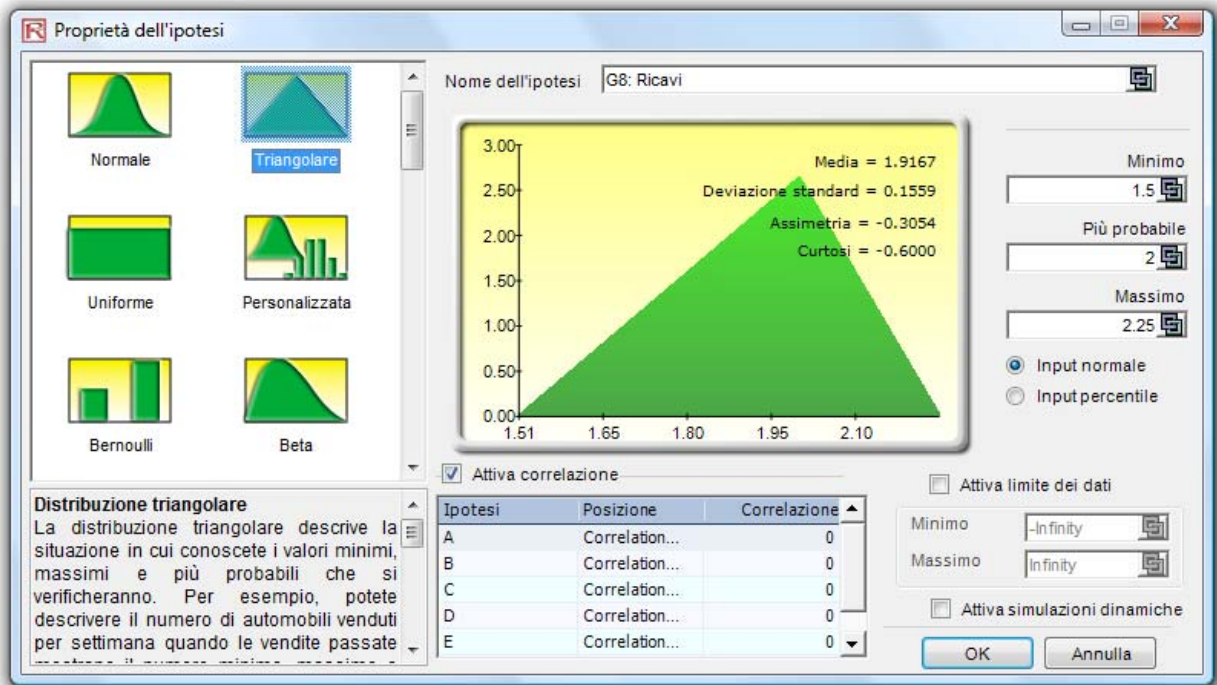 Proprietà dell'ipotesi
Normale
Triangolare
Uniforme
Personalizzata
Bernoulli
Beta
Distribuzione triangolare
La distribuzione triangolare descrive la
situazione in cui conoscete i valori minimi,
massimi e più probabili che si
verificheranno. Per esempio, potete
descrivere il numero di automobili venduti
per settimana quando le vendite passate
Nome dell'ipotesi G8: Ricavi
3.00
2.50
2.00
1.50
1.00
0.50
0.00
1.51 1.65 1.80 1.95 2.10
Media = 1.9167
Deviazione standard = 0.1559
Assimetria = -0.3054
Curtosi = -0.6000
Attiva correlazione
Ipotesi Posizione Correlazione
A Correlation... 0
B Correlation... 0
C Correlation... 0
D Correlation... 0
E Correlation... 0
Minimo
1.5
Più probabile
2
Massimo
2.25
Input normale
Input percentile
Attiva limite dei dati
Minimo -Infinity
Massimo Infinity
Attiva simulazioni dinamiche
OK Annulla